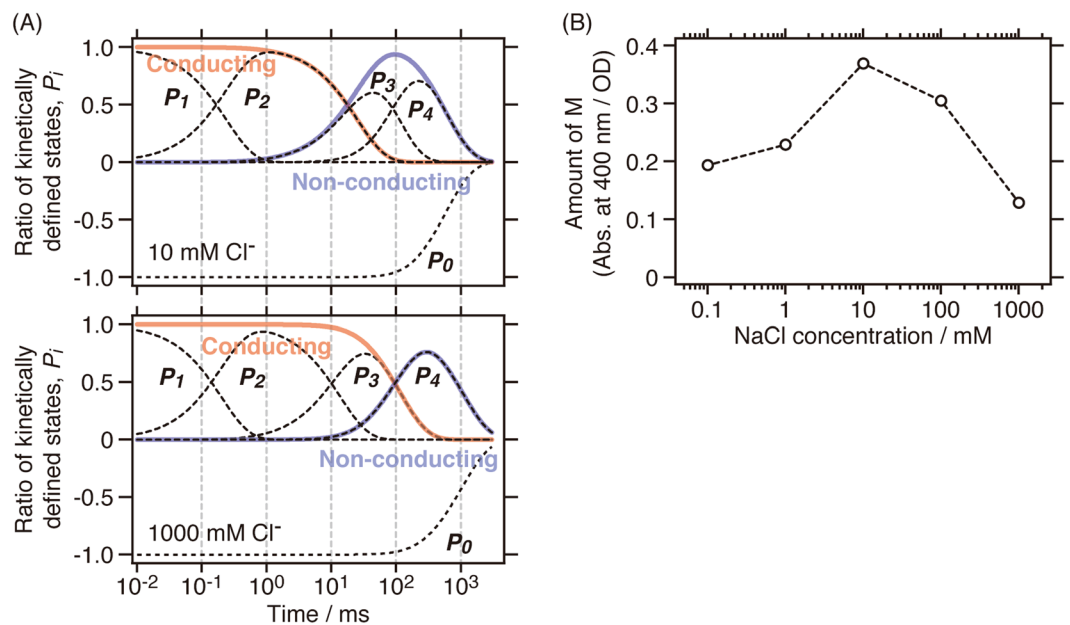 (A)
Ratio of kinetically
defined states, Pi
1.0
0.5
0
-0.5
-1.0
Conducting
P1
P2
P3
P4
Non-conducting
P0
10 mM Cl-
Ratio of kinetically
defined states, Pi
1.0
0.5
0
-0.5
-1.0
Conducting
P1
P2
P3
P4
Non-conducting
P0
1000 mM Cl-
10-2 10-1 100 101 102 103
Time / ms
(B)
Amount of M
(Abs. at 400 nm / OD)
0.4
0.3
0.2
0.1
0
0.1 1 10 100 1000
NaCl concentration / mM